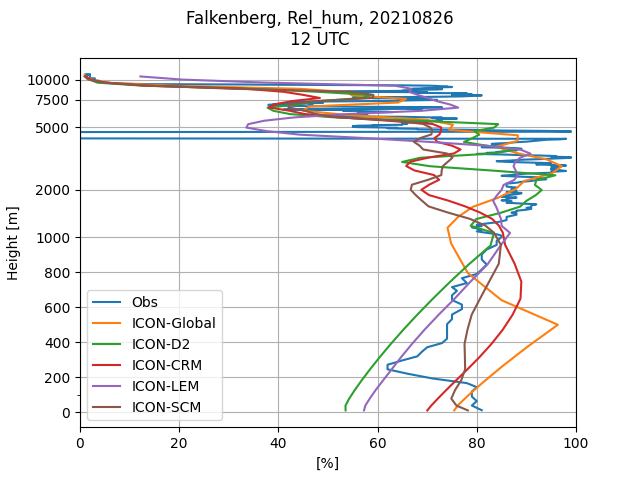 Falkenberg, Rel_hum, 20210826
12 UTC
10000
7500
5000
2000
1000
800
600
400
200
0
Height [m]
Obs
ICON-Global
ICON-D2
ICON-CRM
ICON-LEM
ICON-SCM
0 20 40 60 80 100
[%]